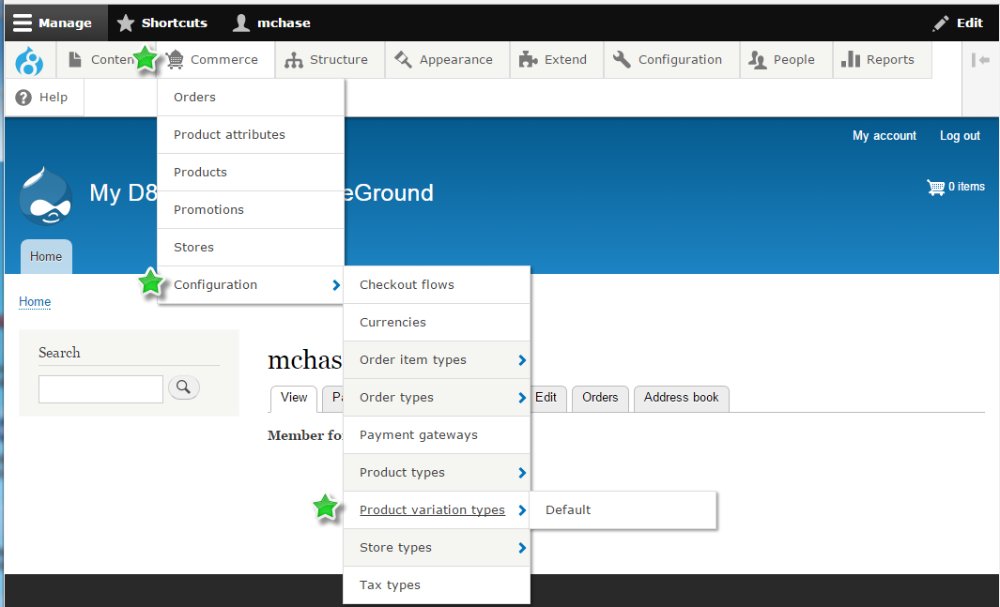 Manage Shortcuts mchase Edit
Conten Commerce Structure Appearance Extend Configuration People Reports
Help
Orders
Product attributes
Products
Promotions
Stores
Configuration
My account Log out
My D8 eGround
0 items
Home
Home
Search
Checkout flows
Currencies
Order item types
Order types
Payment gateways
Product types
Product variation types
Store types
Tax types
Default
mchas
View P Edit Orders Address book
Member fo